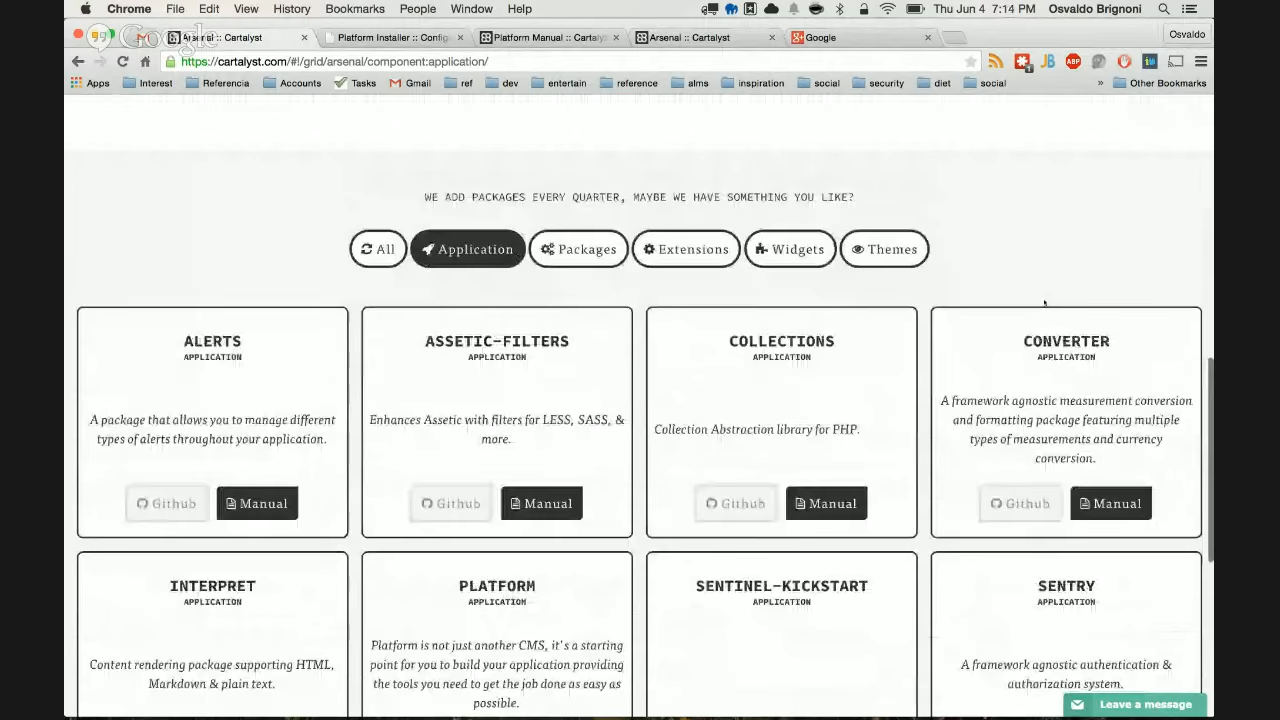 Chrome File Edit View History Bookmarks People Window Help Thu Jun 4 7:14 PM Osvaldo Brignoni
Google
Arsenal :: Cartalyst Platform Installer :: Config Platform Manual :: Cartalyst Arsenal :: Cartalyst Google Osvaldo
https://cartalyst.com/#!/grid/arsenal/component:application/
Apps Interest Referencia Accounts Tasks Gmail ref dev entertain reference alms inspiration social security diet social » Other Bookmarks
WE ADD PACKAGES EVERY QUARTER, MAYBE WE HAVE SOMETHING YOU LIKE?
All Application Packages Extensions Widgets Themes
ALERTS
APPLICATION
A package that allows you to manage different
types of alerts throughout your application.
Github Manual
ASSETIC-FILTERS
APPLICATION
Enhances Assetic with filters for LESS, SASS, &
more.
Github Manual
COLLECTIONS
APPLICATION
Collection Abstraction library for PHP.
Github Manual
CONVERTER
APPLICATION
A framework agnostic measurement conversion
and formatting package featuring multiple
types of measurements and currency
conversion.
Github Manual
INTERPRET
APPLICATION
Content rendering package supporting HTML,
Markdown & plain text.
PLATFORM
APPLICATION
Platform is not just another CMS, it's a starting
point for you to build your application providing
the tools you need to get the job done as easy as
possible.
SENTINEL-KICKSTART
APPLICATION
SENTRY
APPLICATION
A framework agnostic authentication &
authorization system.
Leave a message